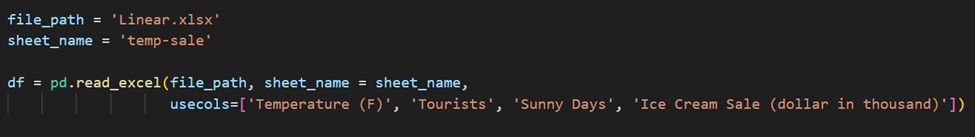 file_path = 'Linear.xlsx'
sheet_name = 'temp-sale'
df = pd.read_excel(file_path, sheet_name = sheet_name,
usecols=['Temperature (F)', 'Tourists', 'Sunny Days', 'Ice Cream Sale (dollar in thousand)'])